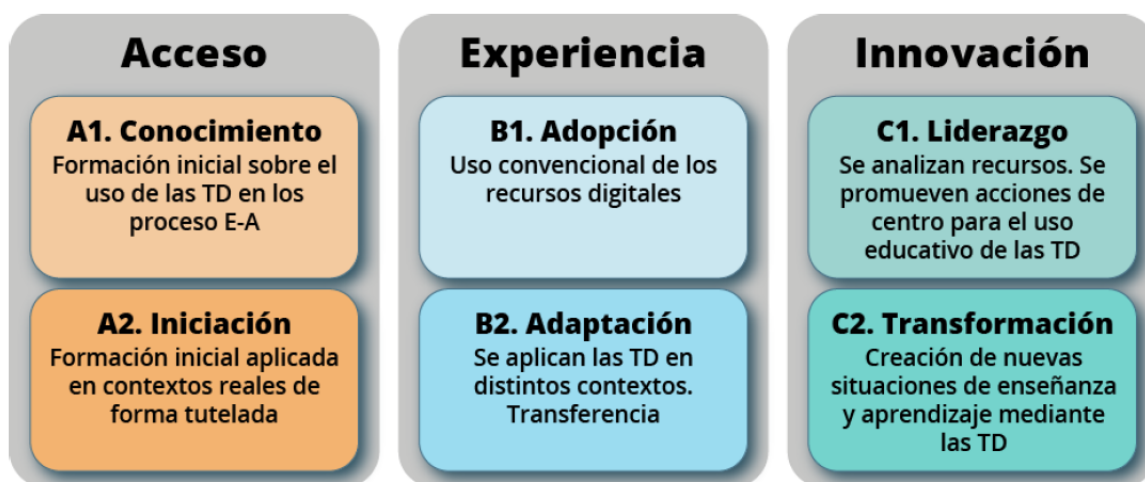 Acceso
A1. Conocimiento
Formación inicial sobre el
uso de las TD en los
proceso E-A
A2. Iniciación
Formación inicial aplicada
en contextos reales de
forma tutelada
Experiencia
B1. Adopción
Uso convencional de los
recursos digitales
B2. Adaptación
Se aplican las TD en
distintos contextos.
Transferencia
Innovación
C1. Liderazgo
Se analizan recursos. Se
promueven acciones de
centro para el uso
educativo de las TD
C2. Transformación
Creación de nuevas
situaciones de enseñanza
y aprendizaje mediante
las TD